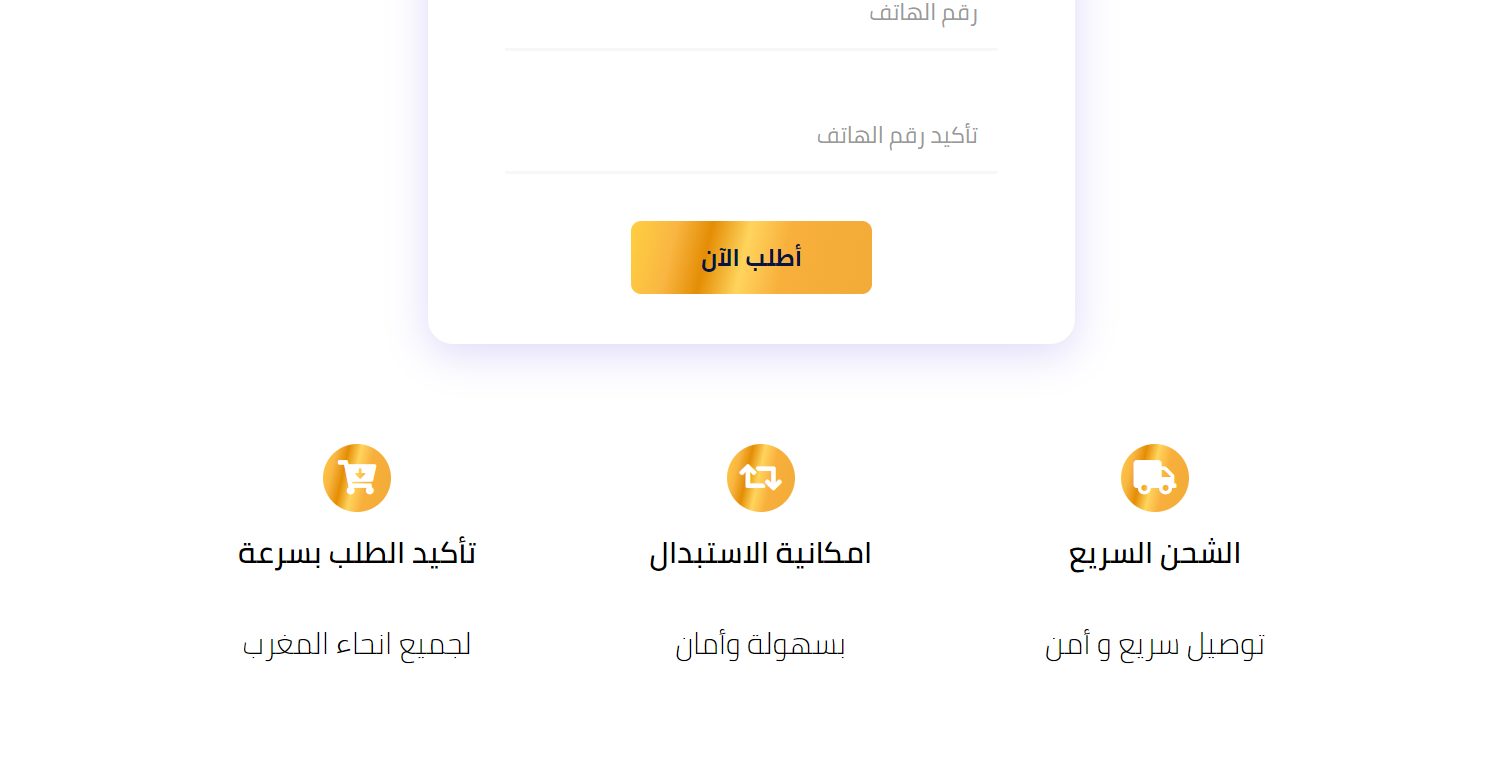 رقم الهاتف
تأكيد رقم الهاتف
أطلب الآن
الشحن السريع
توصيل سريع و أمن
امكانية الاستبدال
بسهولة وأمان
تأكيد الطلب بسرعة
لجميع انحاء المغرب